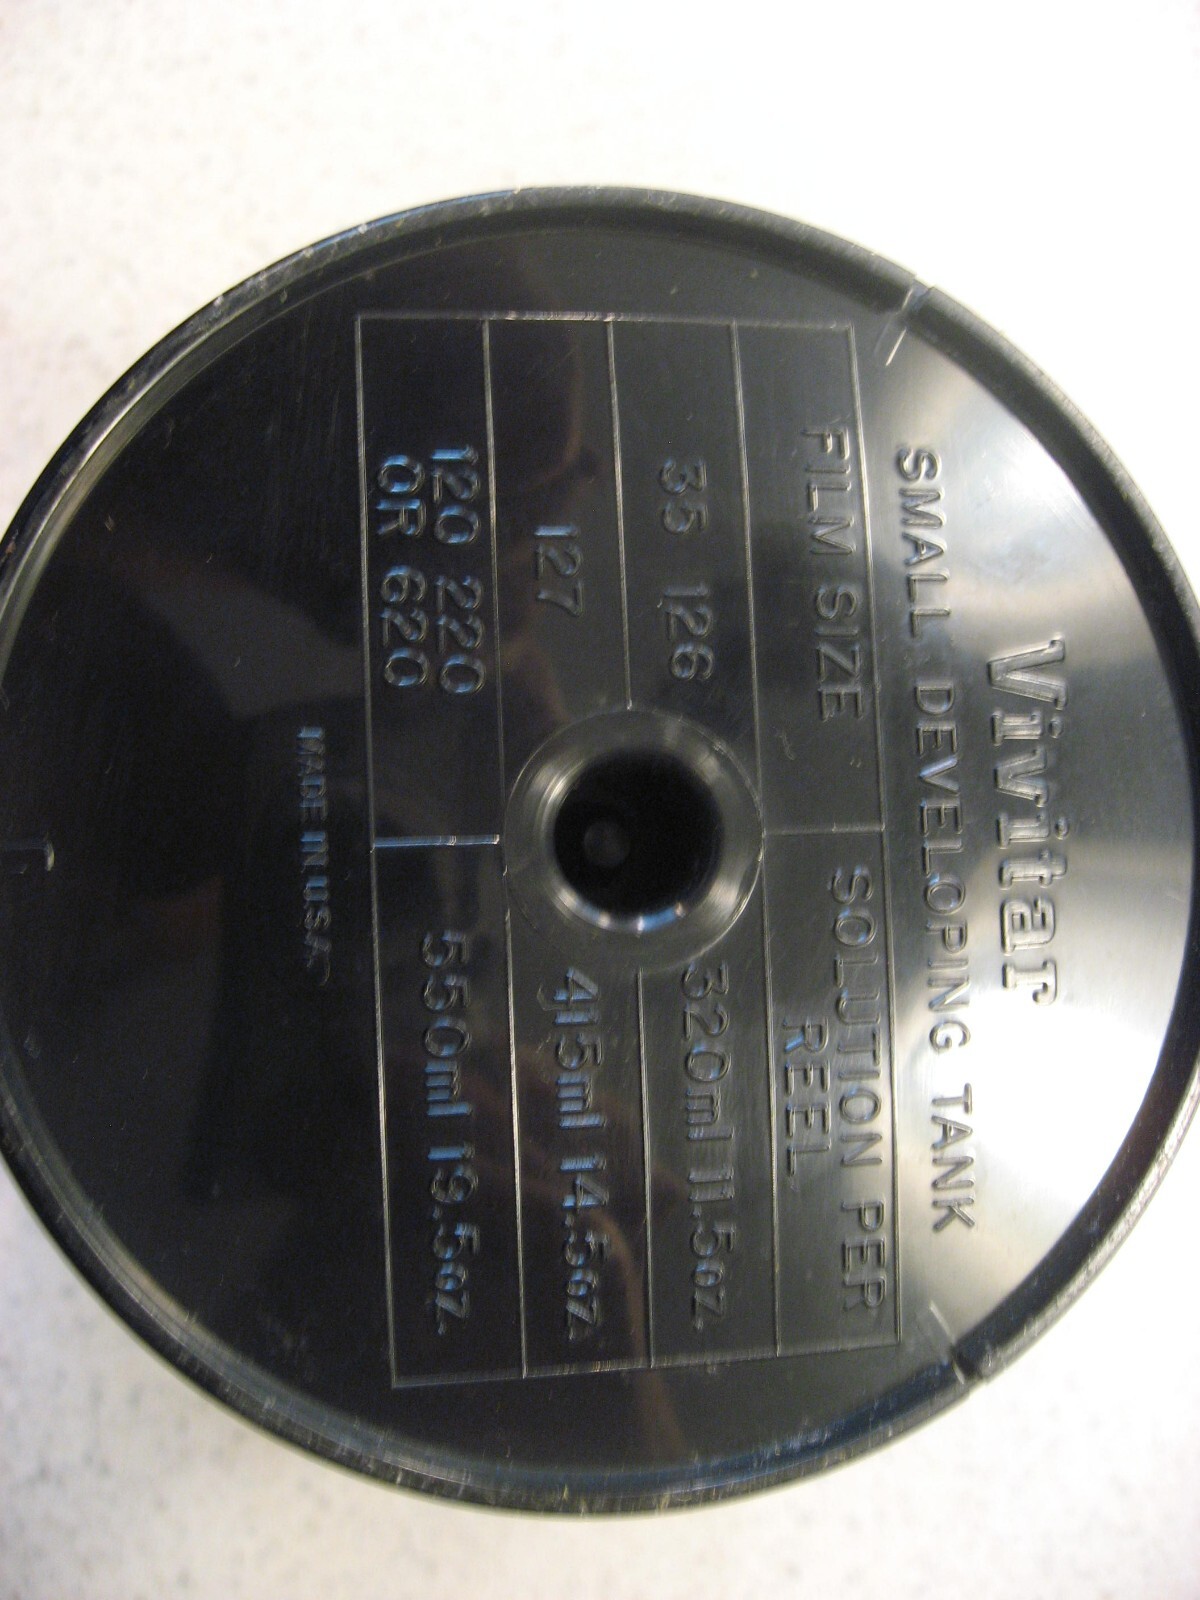 Vivitar
SMALL DEVELOPING TANK
FILM SIZE
SOLUTION PER
REEL
35 126
320ml 11.5oz
127
415ml 14.5oz
120 220
OR 620
550ml 19.5oz.
MADE IN U.S.A.